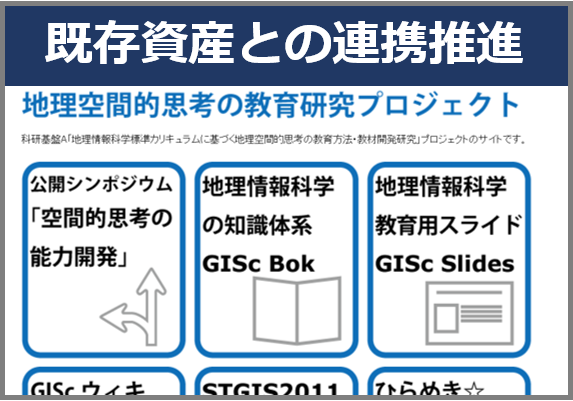 既存資産との連携推進
地理空間的思考の教育研究プロジェクト
科研基盤A「地理情報科学標準カリキュラムに基づく地理空間的思考の教育方法・教材開発研究」プロジェクトのサイトです。
公開シンポジウム
「空間的思考の
能力開発」
地理情報科学
の知識体系
GISc Bok
地理情報科学
教育用スライド
GISc Slides
GISc ウィキ
STGIS2011
ひらめき☆